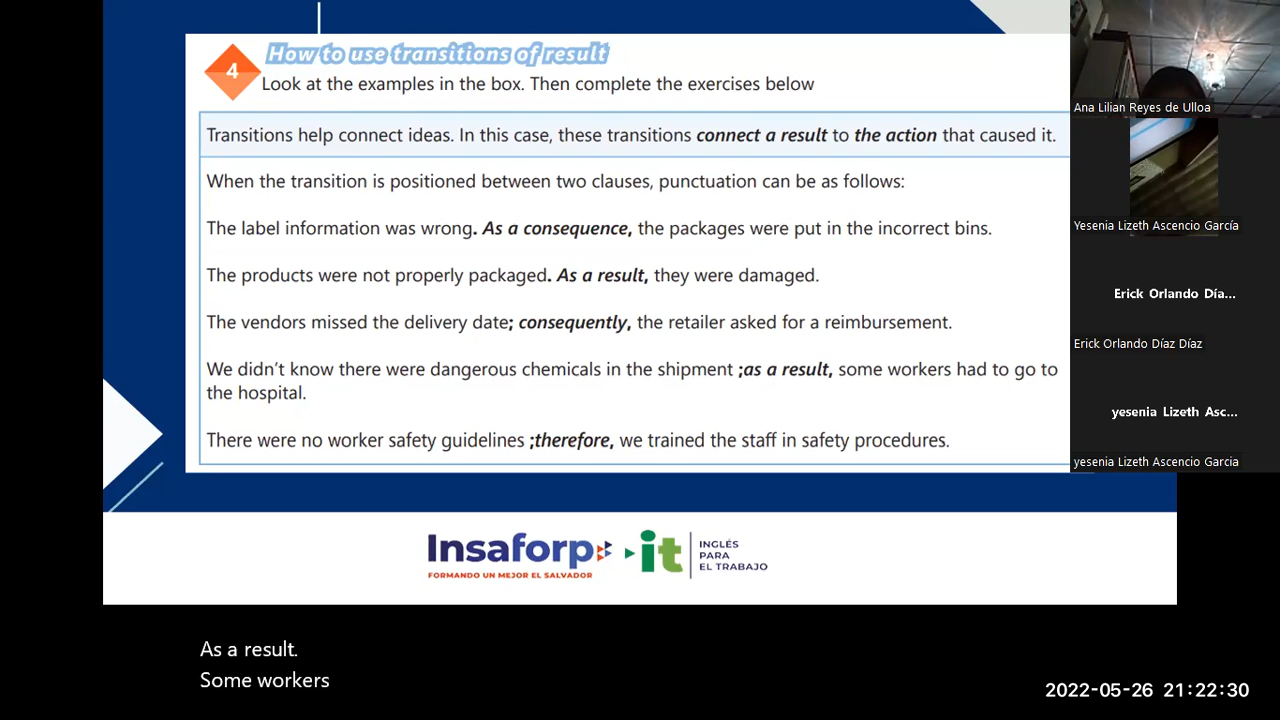 4
How to use transitions of result
Look at the examples in the box. Then complete the exercises below
Transitions help connect ideas. In this case, these transitions connect a result to the action that caused it.
When the transition is positioned between two clauses, punctuation can be as follows:
The label information was wrong. As a consequence, the packages were put in the incorrect bins.
The products were not properly packaged. As a result, they were damaged.
The vendors missed the delivery date; consequently, the retailer asked for a reimbursement.
We didn't know there were dangerous chemicals in the shipment ;as a result, some workers had to go to
the hospital.
There were no worker safety guidelines ;therefore, we trained the staff in safety procedures.
Insaforp
FORMANDO UN MEJOR EL SALVADOR
it
INGLÉS
PARA
EL TRABAJO
Ana Lilian Reyes de Ulloa
Yesenia Lizeth Ascencio García
Erick Orlando Día...
Erick Orlando Díaz Díaz
yesenia Lizeth Asc...
yesenia Lizeth Ascencio Garcia
As a result.
Some workers
2022-05-26 21:22:30